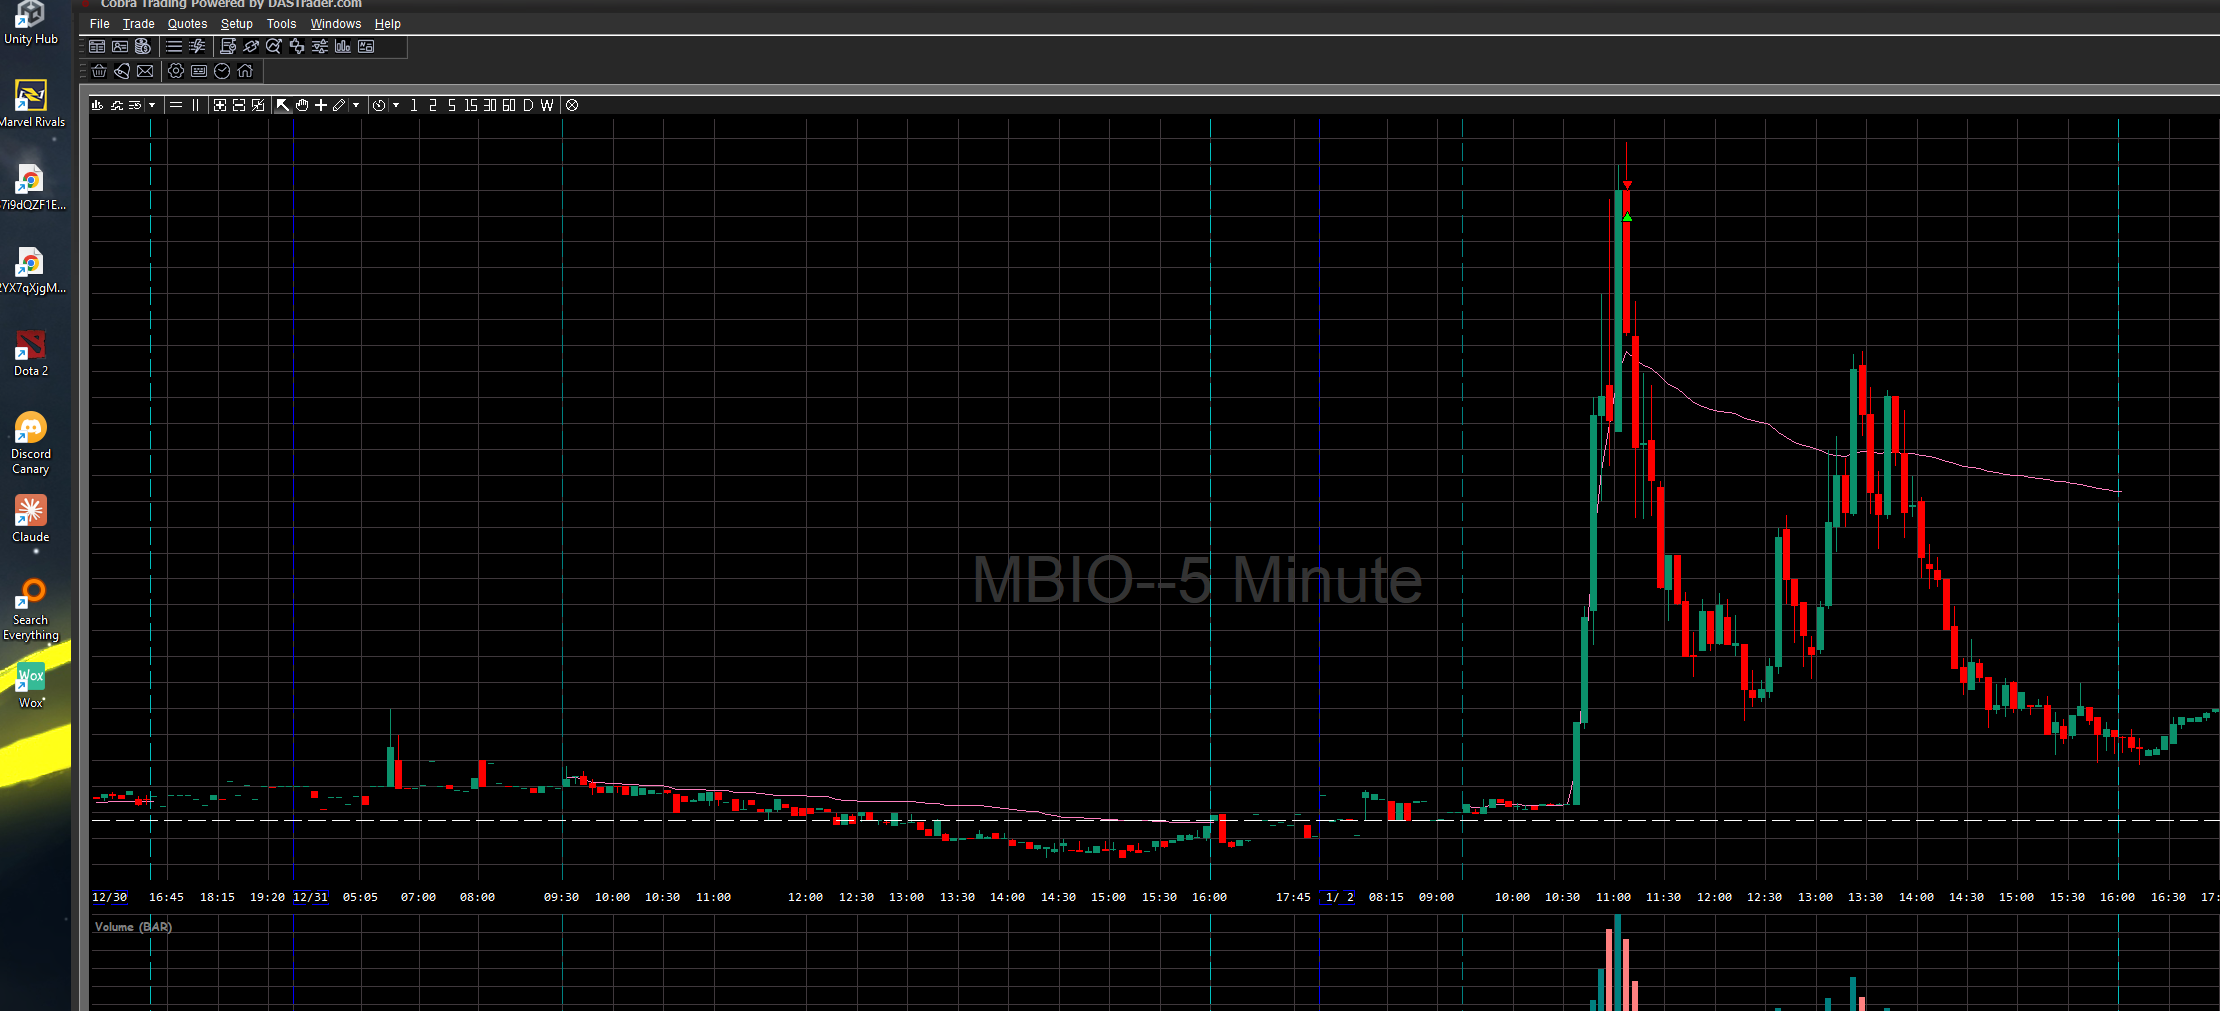 Cobra Trading Powered by DASTrader.com
File Trade Quotes Setup Tools Windows Help
1 2 5 15 30 60 D W
Unity Hub
Marvel Rivals
7i9dQZF1E...
YX7qXjgM...
Dota 2
Discord
Canary
Claude
Search
Everything
Wox
Wox
MBIO--5 Minute
12/30 16:45 18:15 19:20 12/31 05:05 07:00 08:00 09:30 10:00 10:30 11:00 12:00 12:30 13:00 13:30 14:00 14:30 15:00 15:30 16:00 17:45 1/ 2 08:15 09:00 10:00 10:30 11:00 11:30 12:00 12:30 13:00 13:30 14:00 14:30 15:00 15:30 16:00 16:30 17:
Volume (BAR)